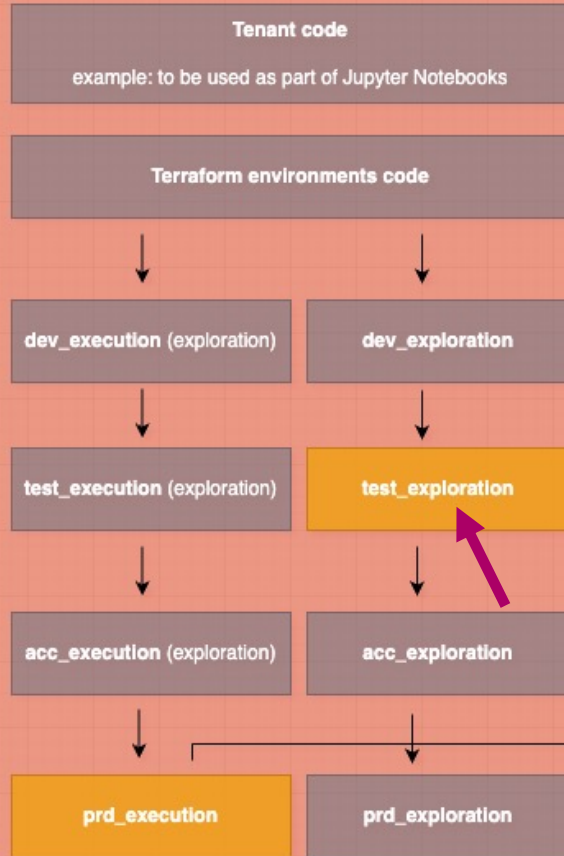 Tenant code
example: to be used as part of Jupyter Notebooks
Terraform environments code
dev_execution (exploration)
dev_exploration
test_execution (exploration)
test_exploration
acc_execution (exploration)
acc_exploration
prd_execution
prd_exploration